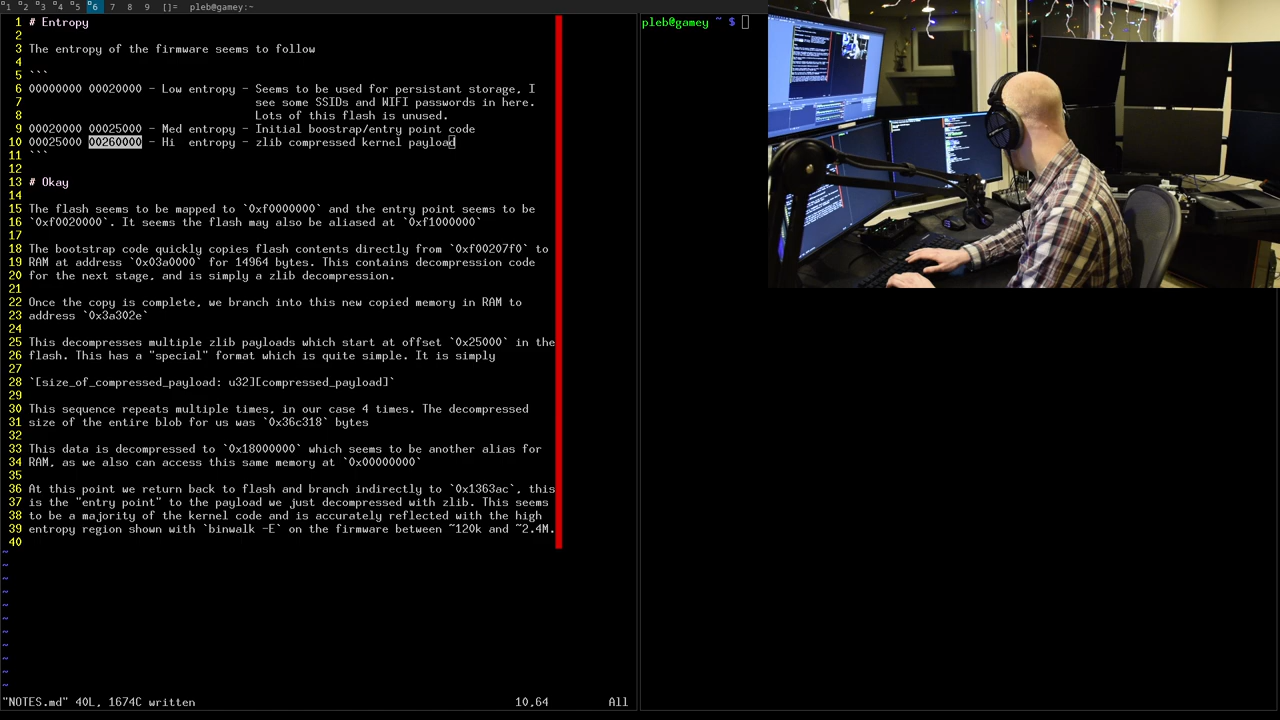 1 2 3 4 5 6 7 8 9 []= pleb@gamey:~
1 # Entropy
2
3 The entropy of the firmware seems to follow
4
5 ```
6 00000000 00020000 - Low entropy - Seems to be used for persistant storage. I
7 see some SSIDs and WIFI passwords in here.
8 Lots of this flash is unused.
9 00020000 00025000 - Med entropy - Initial boostrap/entry point code
10 00025000 00260000 - Hi  entropy - zlib compressed kernel payload
11 ```
12
13 # Okay
14
15 The flash seems to be mapped to `0xf0000000` and the entry point seems to be
16 `0xf0020000`. It seems the flash may also be aliased at `0xf1000000`
17
18 The bootstrap code quickly copies flash contents directly from `0xf00207f0` to
19 RAM at address `0x03a0000` for 14964 bytes. This contains decompression code
20 for the next stage, and is simply a zlib decompression.
21
22 Once the copy is complete, we branch into this new copied memory in RAM to
23 address `0x3a302e`
24
25 This decompresses multiple zlib payloads which start at offset `0x25000` in the
26 flash. This has a "special" format which is quite simple. It is simply
27
28 `[size_of_compressed_payload: u32][compressed_payload]`
29
30 This sequence repeats multiple times, in our case 4 times. The decompressed
31 size of the entire blob for us was `0x36c318` bytes
32
33 This data is decompressed to `0x18000000` which seems to be another alias for
34 RAM, as we also can access this same memory at `0x00000000`
35
36 At this point we return back to flash and branch indirectly to `0x1363ac`, this
37 is the "entry point" to the payload we just decompressed with zlib. This seems
38 to be a majority of the kernel code and is accurately reflected with the high
39 entropy region shown with `binwalk -E` on the firmware between ~120k and ~2.4M.
40
~
~
~
~
~
~
~
~
~
~
~
"NOTES.md" 40L, 1674C written 10,64 All
pleb@gamey ~ $